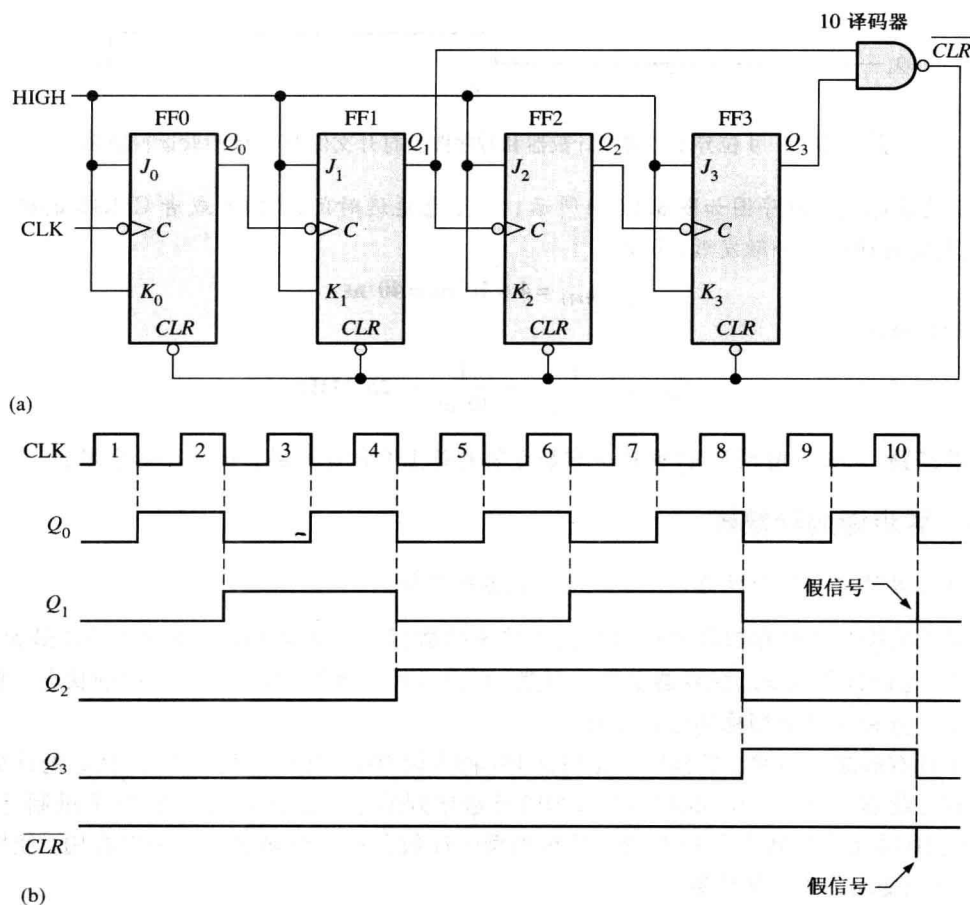 10 译码器
CLR
HIGH
FF0 FF1 FF2 FF3
Q0 Q1 Q2 Q3
J0 J1 J2 J3
CLK C C C C
K0 K1 K2 K3
CLR CLR CLR CLR
(a)
CLK 1 2 3 4 5 6 7 8 9 10
Q0
假信号
Q1
Q2
Q3
CLR
假信号
(b)